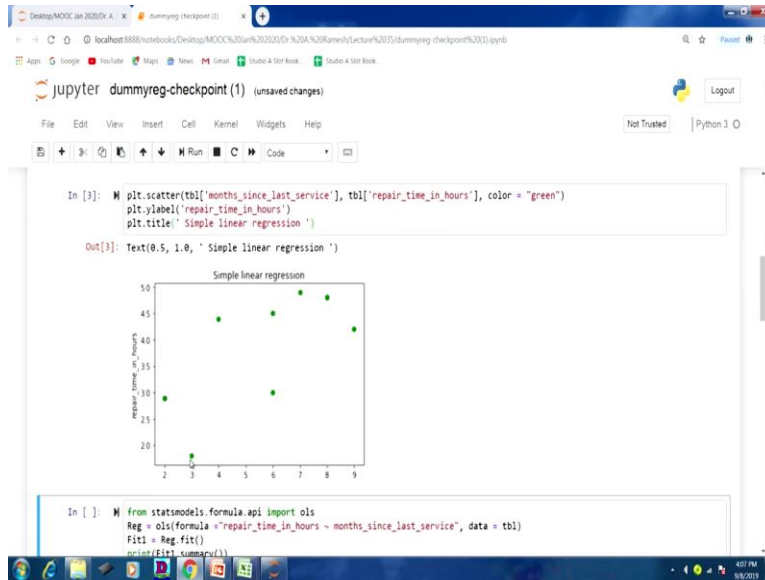 Desktop/MOOC Jan 2020/Dr. A. x dummyreg-checkpoint (1) x
localhost:8888/notebooks/Desktop/MOOC%20Jan%202020/Dr.%20A.%20Ramesh/Lecture%2035/dummyreg-checkpoint%20(1).ipynb Paused
Apps Google YouTube Maps News Gmail Studio A Slot Book... Studio A Slot Book...
jupyter dummyreg-checkpoint (1) (unsaved changes) Logout
File Edit View Insert Cell Kernel Widgets Help Not Trusted Python 3
Run Code
In [3]: plt.scatter(tbl['months_since_last_service'], tbl['repair_time_in_hours'], color = "green")
plt.ylabel('repair_time_in_hours')
plt.title(' Simple linear regression ')
Out[3]: Text(0.5, 1.0, ' Simple linear regression ')
Simple linear regression
5.0
4.5
4.0
3.5
3.0
2.5
2.0
repair_time_in_hours
2 3 4 5 6 7 8 9
In [ ]: from statsmodels.formula.api import ols
Reg = ols(formula ="repair_time_in_hours ~ months_since_last_service", data = tbl)
Fit1 = Reg.fit()
print(Fit1.summary())
4:07 PM
9/8/2019